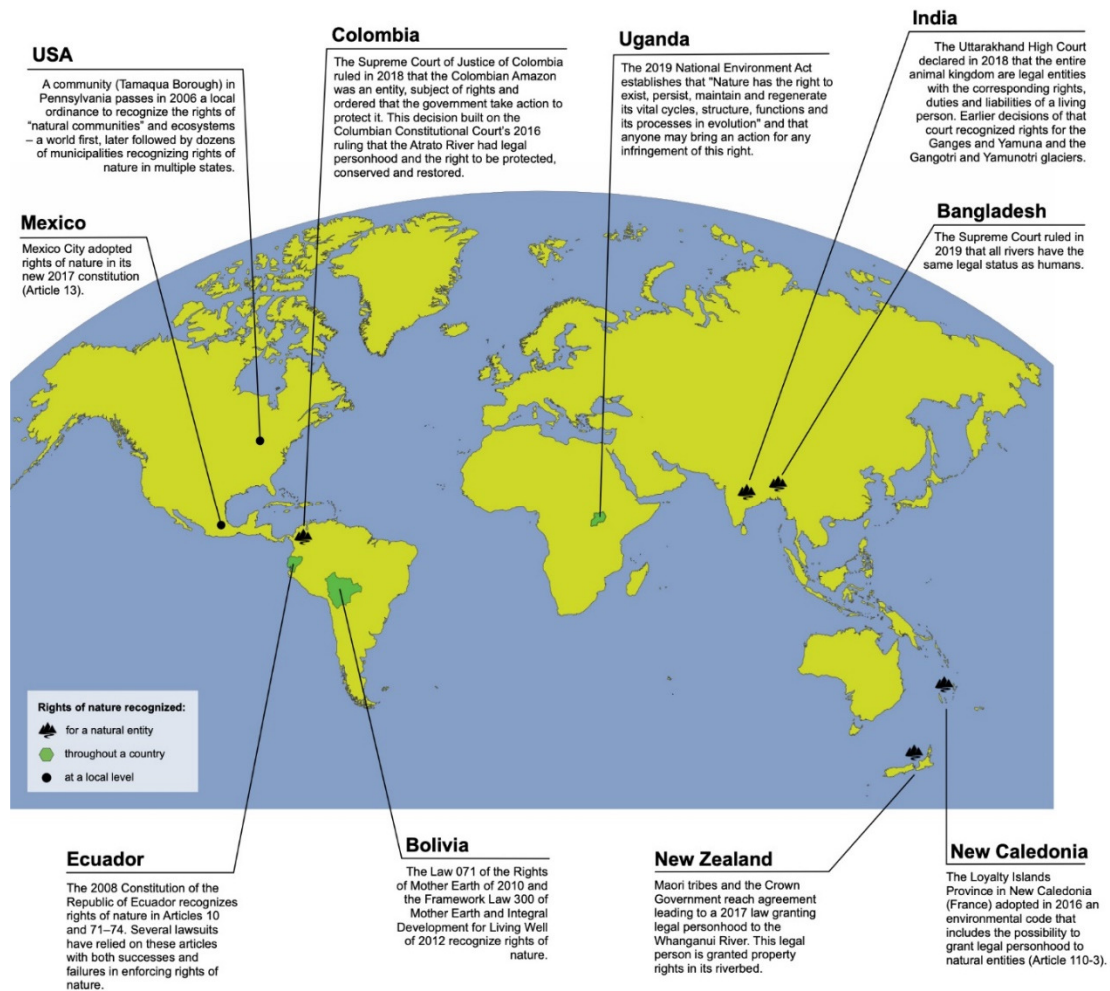 USA
A community (Tamaqua Borough) in
Pennsylvania passes in 2006 a local
ordinance to recognize the rights of
“natural communities” and ecosystems
– a world first, later followed by dozens
of municipalities recognizing rights of
nature in multiple states.
Colombia
The Supreme Court of Justice of Colombia
ruled in 2018 that the Colombian Amazon
was an entity, subject of rights and
ordered that the government take action to
protect it. This decision built on the
Columbian Constitutional Court's 2016
ruling that the Atrato River had legal
personhood and the right to be protected,
conserved and restored.
Uganda
The 2019 National Environment Act
establishes that "Nature has the right to
exist, persist, maintain and regenerate
its vital cycles, structure, functions and
its processes in evolution" and that
anyone may bring an action for any
infringement of this right.
India
The Uttarakhand High Court
declared in 2018 that the entire
animal kingdom are legal entities
with the corresponding rights,
duties and liabilities of a living
person. Earlier decisions of that
court recognized rights for the
Ganges and Yamuna and the
Gangotri and Yamunotri glaciers.
Mexico
Mexico City adopted
rights of nature in its
new 2017 constitution
(Article 13).
Bangladesh
The Supreme Court ruled in
2019 that all rivers have the
same legal status as humans.
Rights of nature recognized:
for a natural entity
throughout a country
at a local level
Ecuador
The 2008 Constitution of the
Republic of Ecuador recognizes
rights of nature in Articles 10
and 71–74. Several lawsuits
have relied on these articles
with both successes and
failures in enforcing rights of
nature.
Bolivia
The Law 071 of the Rights
of Mother Earth of 2010 and
the Framework Law 300 of
Mother Earth and Integral
Development for Living Well
of 2012 recognize rights of
nature.
New Zealand
Maori tribes and the Crown
Government reach agreement
leading to a 2017 law granting
legal personhood to the
Whanganui River. This legal
person is granted property
rights in its riverbed.
New Caledonia
The Loyalty Islands
Province in New Caledonia
(France) adopted in 2016 an
environmental code that
includes the possibility to
grant legal personhood to
natural entities (Article 110-3).